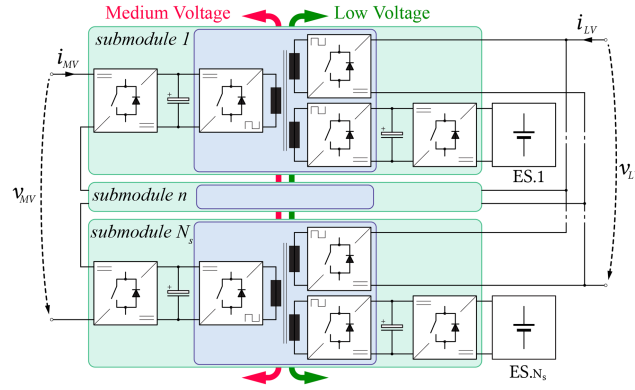 Medium Voltage Low Voltage
submodule 1
i_MV
i_LV
+
+
ES.1
v_MV
submodule n
v_L
submodule N_s
+
+
ES.N_s